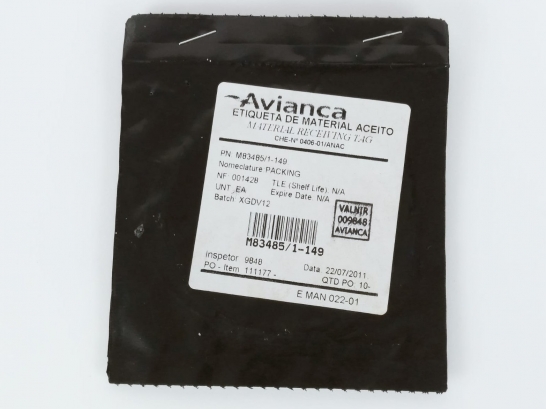 Avianca
ETIQUETA DE MATERIAL ACEITO
MATERIAL RECEIVING TAG
CHE-Nº 0406-01/ANAC
PN M83485/1-149
Nomeclature PACKING
NF 001428 TLE (Shelf Life) N/A
UNT EA Expire Date N/A
Batch XGDV12
VALNIR
009848
AVIANCA
M83485/1-149
Inspetor 9848 Data 22/07/2011
PO - Item 111177 - QTD PO 10-
E MAN 022-01